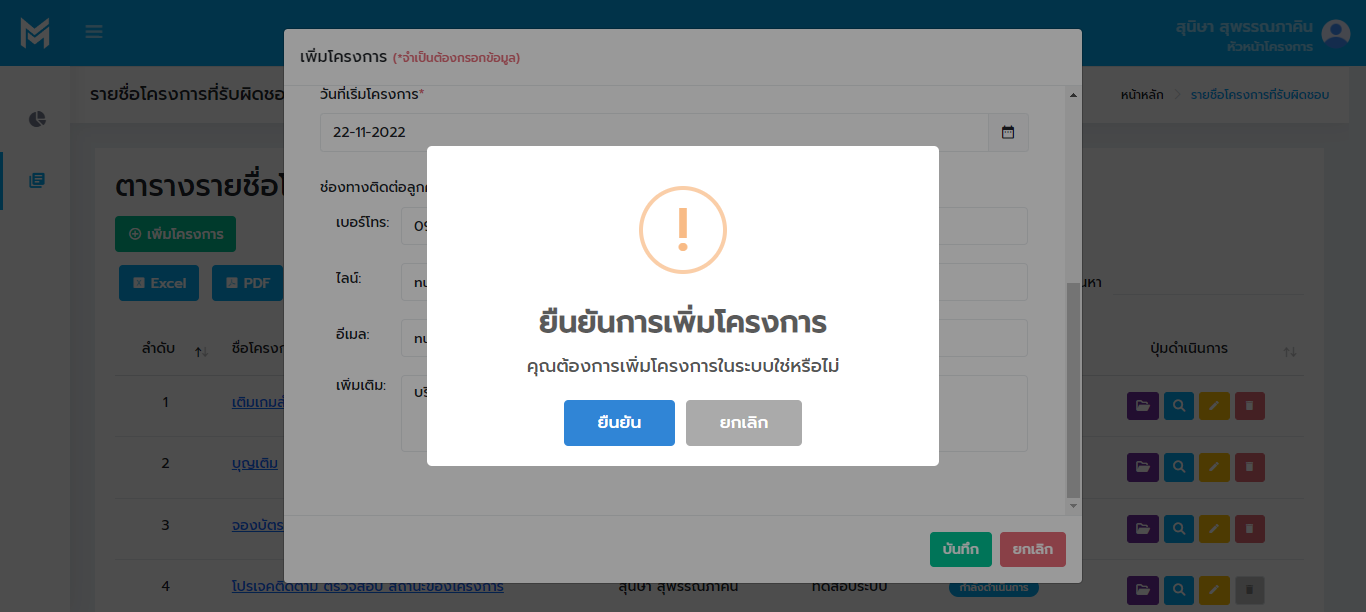 สุนิษา สุพรรณภาคิน
หัวหน้าโครงการ
เพิ่มโครงการ (*จำเป็นต้องกรอกข้อมูล)
รายชื่อโครงการที่รับผิดชอ
หน้าหลัก > รายชื่อโครงการที่รับผิดชอบ
วันที่เริ่มโครงการ*
22-11-2022
ตารางรายชื่อโ
ช่องทางติดต่อลูก
เบอร์โทร: 09
เพิ่มโครงการ
ไลน์:
Excel PDF
นหา
อีเมล:
เพิ่มเติม: บริ
ยืนยันการเพิ่มโครงการ
คุณต้องการเพิ่มโครงการในระบบใช่หรือไม่
ยืนยัน ยกเลิก
ลำดับ ชื่อโครงก ปุ่มดำเนินการ
1 เติมเกมส์
2 บุญเติม
3 จองบัตร
บันทึก ยกเลิก
4 โปรเจคติดตาม ตรวจสอบ สถานะของโครงการ สุนิษา สุพรรณภาคิน ทดสอบระบบ กำลังดำเนินการ